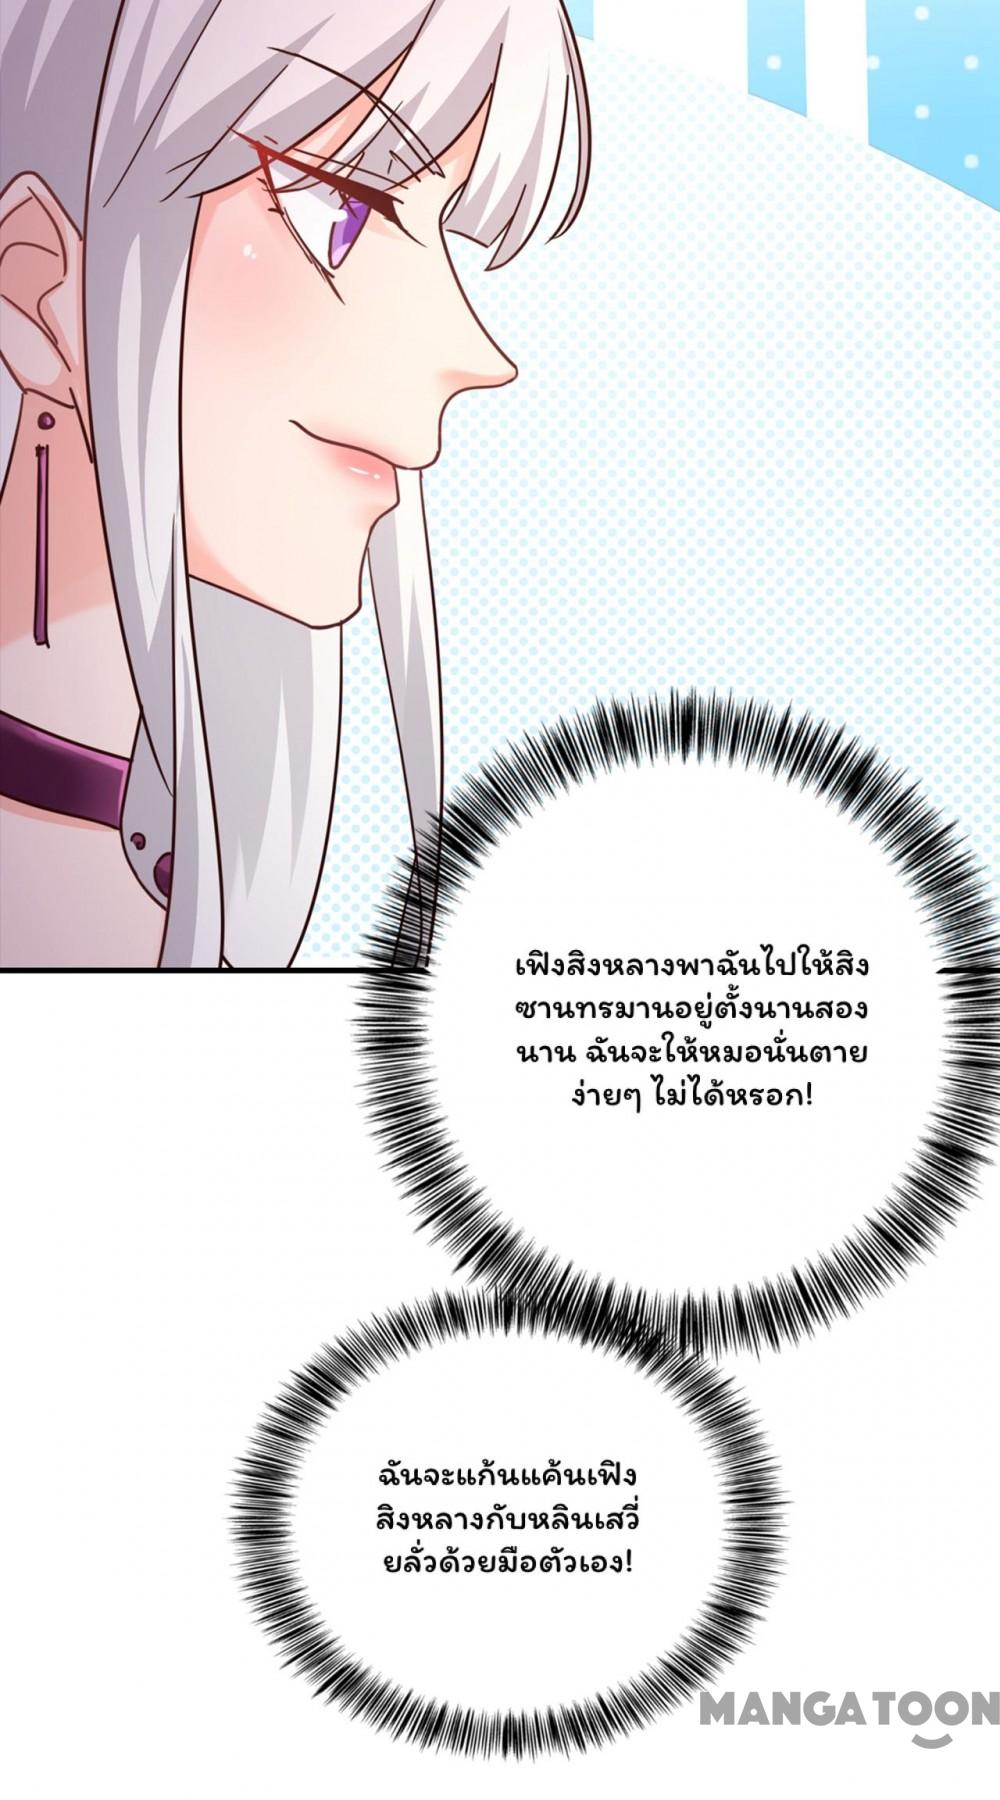 เฟิงสิงหลางพาฉันไปให้สิง
ซานทรมานอยู่ตั้งนานสอง
นาน ฉันจะให้หมอนั่นตาย
ง่ายๆ ไม่ได้หรอก!
ฉันจะแก้แค้นเฟิง
สิงหลางกับหลินเสวี่
ยลั่วด้วยมือตัวเอง!
MANGATOON